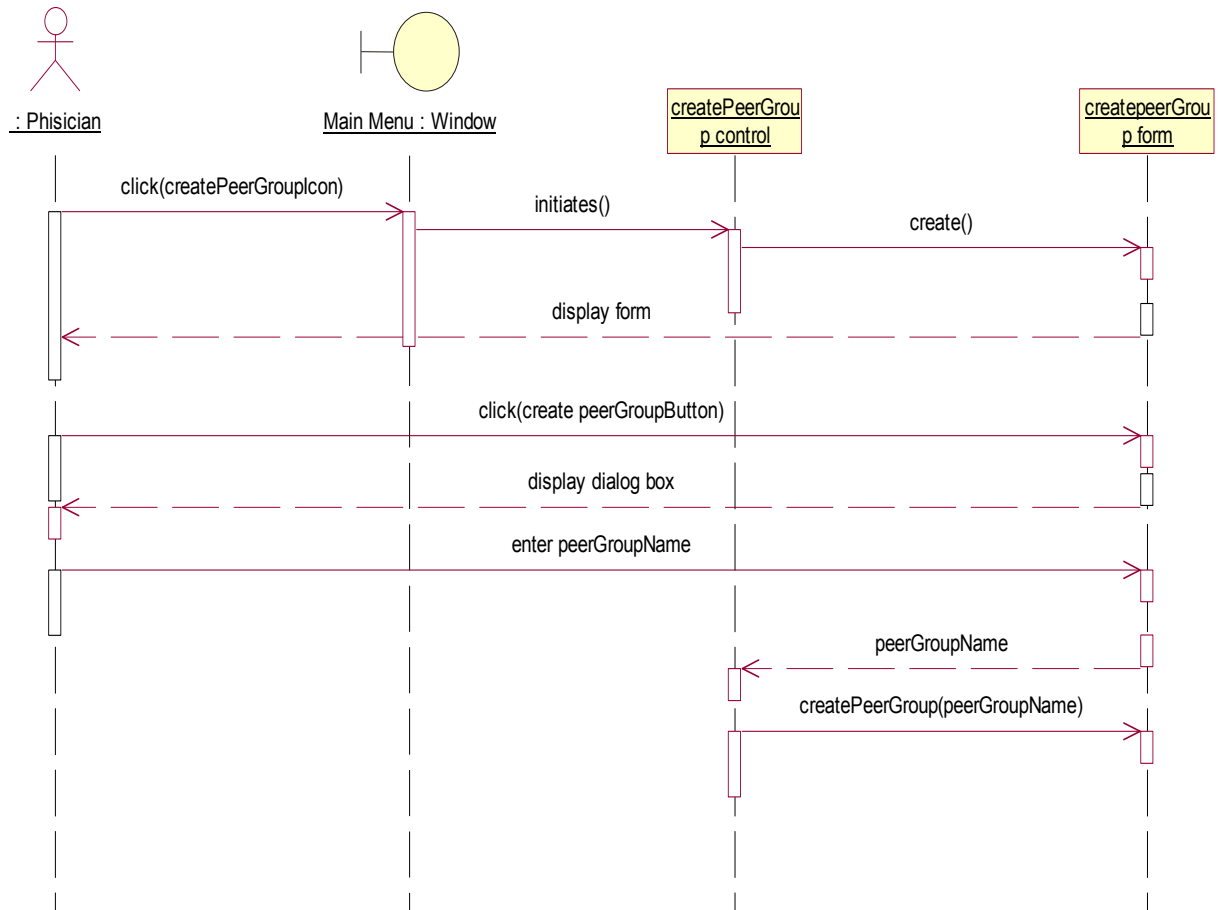 : Phisician
Main Menu : Window
createPeerGrou
p control
createpeerGrou
p form
click(createPeerGroupIcon)
initiates()
create()
display form
click(create peerGroupButton)
display dialog box
enter peerGroupName
peerGroupName
createPeerGroup(peerGroupName)